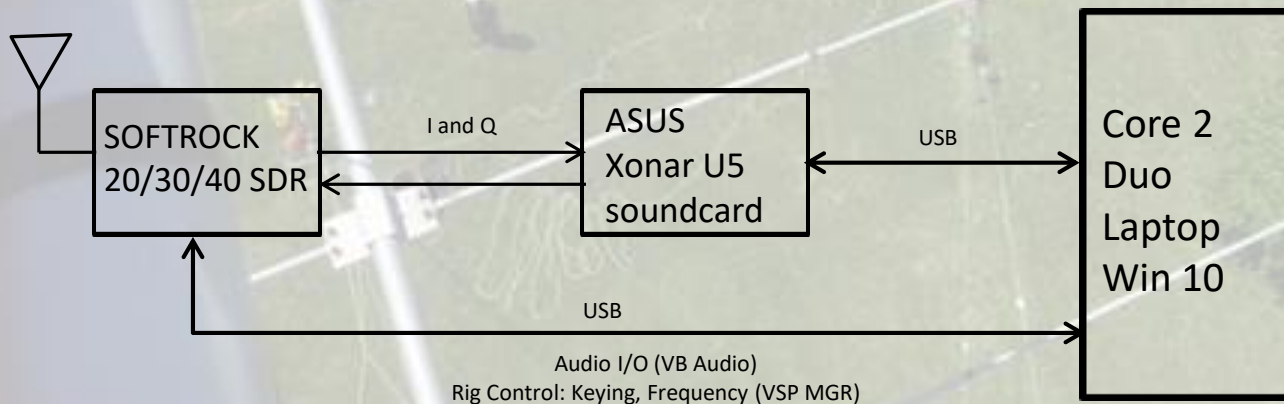 SOFTROCK
20/30/40 SDR
I and Q
ASUS
Xonar U5
soundcard
USB
Core 2
Duo
Laptop
Win 10
USB
Audio I/O (VB Audio)
Rig Control: Keying, Frequency (VSP MGR)